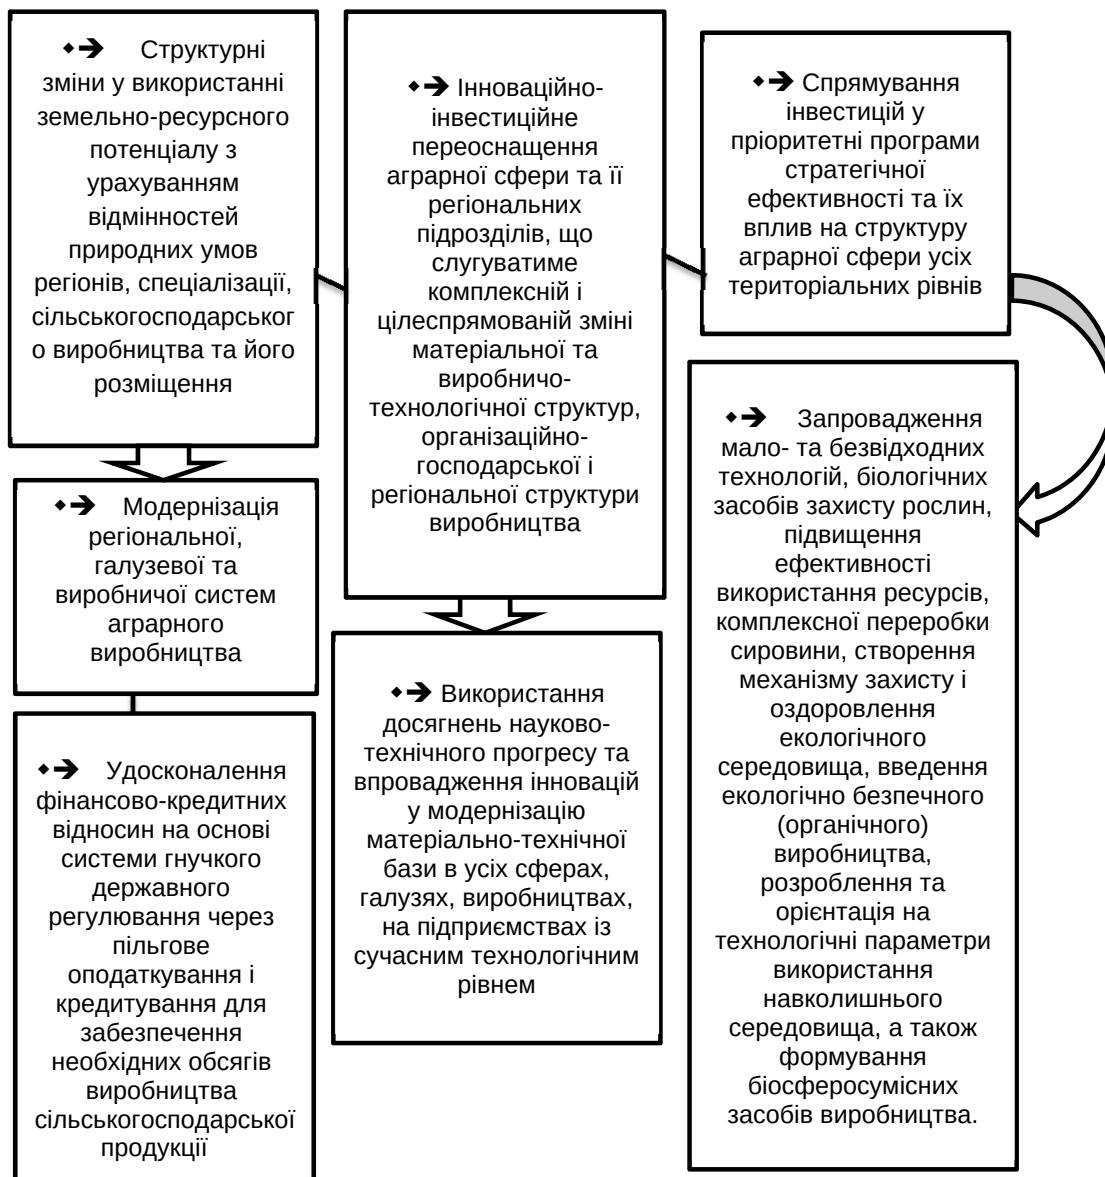 Структурні
зміни у використанні
земельно-ресурсного
потенціалу з
урахуванням
відмінностей
природних умов
регіонів, спеціалізації,
сільськогосподарськог
о виробництва та його
розміщення
Модернізація
регіональної,
галузевої та
виробничої систем
аграрного
виробництва
Удосконалення
фінансово-кредитних
відносин на основі
системи гнучкого
державного
регулювання через
пільгове
оподаткування і
кредитування для
забезпечення
необхідних обсягів
виробництва
сільськогосподарської
продукції
Інноваційно-
інвестиційне
переоснащення
аграрної сфери та її
регіональних
підрозділів, що
слугуватиме
комплексній і
цілеспрямованій зміні
матеріальної та
виробничо-
технологічної структур,
організаційно-
господарської і
регіональної структури
виробництва
Використання
досягнень науково-
технічного прогресу та
впровадження інновацій
у модернізацію
матеріально-технічної
бази в усіх сферах,
галузях, виробництвах,
на підприємствах із
сучасним технологічним
рівнем
Спрямування
інвестицій у
пріоритетні програми
стратегічної
ефективності та їх
вплив на структуру
аграрної сфери усіх
територіальних рівнів
Запровадження
мало- та безвідходних
технологій, біологічних
засобів захисту рослин,
підвищення
ефективності
використання ресурсів,
комплексної переробки
сировини, створення
механізму захисту і
оздоровлення
екологічного
середовища, введення
екологічно безпечного
(органічного)
виробництва,
розроблення та
орієнтація на
технологічні параметри
використання
навколишнього
середовища, а також
формування
біосферосумісних
засобів виробництва.